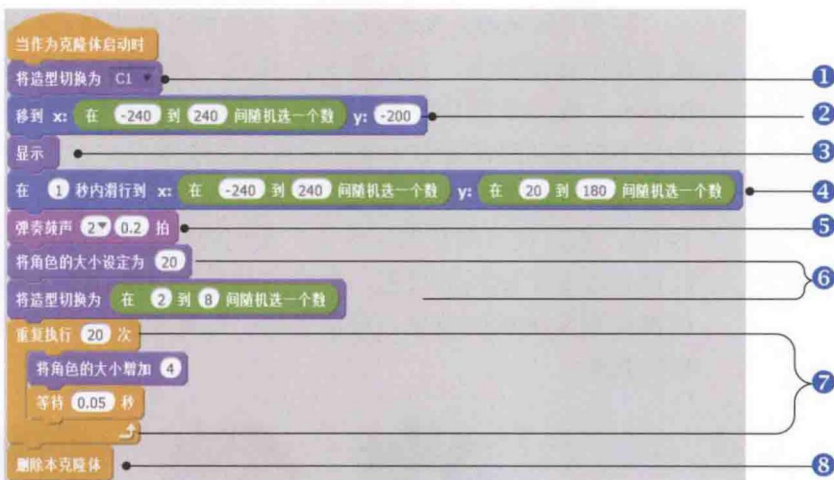 当作为克隆体启动时
将造型切换为 C1
1
移到 x: 在 -240 到 240 间随机选一个数 y: -200
2
显示
3
在 1 秒内滑行到 x: 在 -240 到 240 间随机选一个数 y: 在 20 到 180 间随机选一个数
4
弹奏鼓声 2 0.2 拍
5
将角色的大小设定为 20
6
将造型切换为 在 2 到 8 间随机选一个数
重复执行 20 次
将角色的大小增加 4
7
等待 0.05 秒
删除本克隆体
8